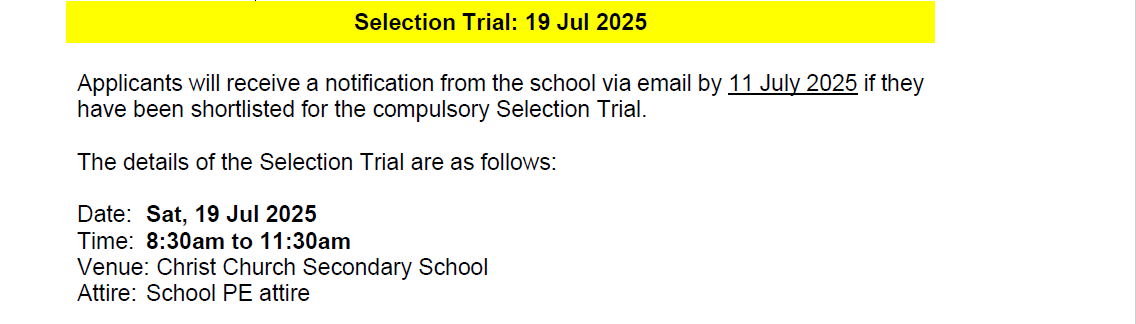 Selection Trial: 19 Jul 2025
Applicants will receive a notification from the school via email by 11 July 2025 if they
have been shortlisted for the compulsory Selection Trial.
The details of the Selection Trial are as follows:
Date: Sat, 19 Jul 2025
Time: 8:30am to 11:30am
Venue: Christ Church Secondary School
Attire: School PE attire